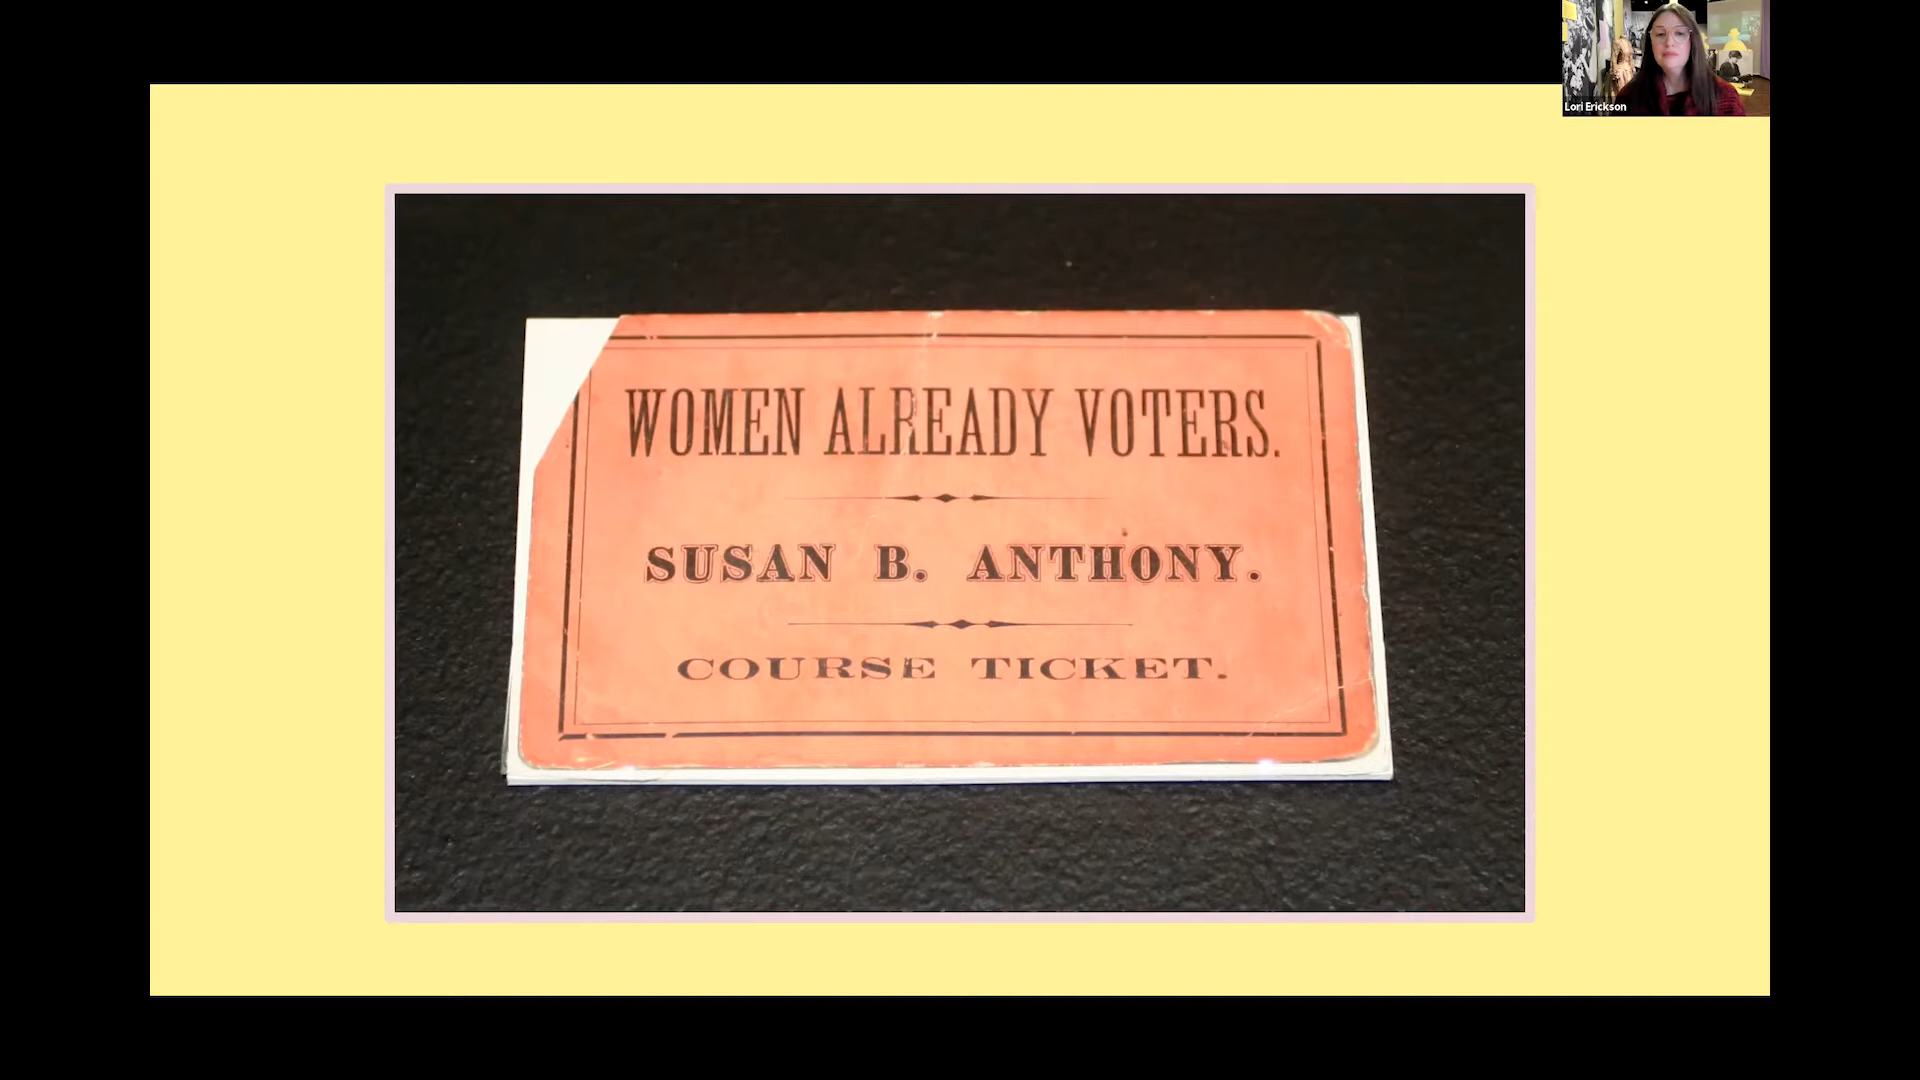 Lori Erickson
WOMEN ALREADY VOTERS.
SUSAN B. ANTHONY.
COURSE TICKET.